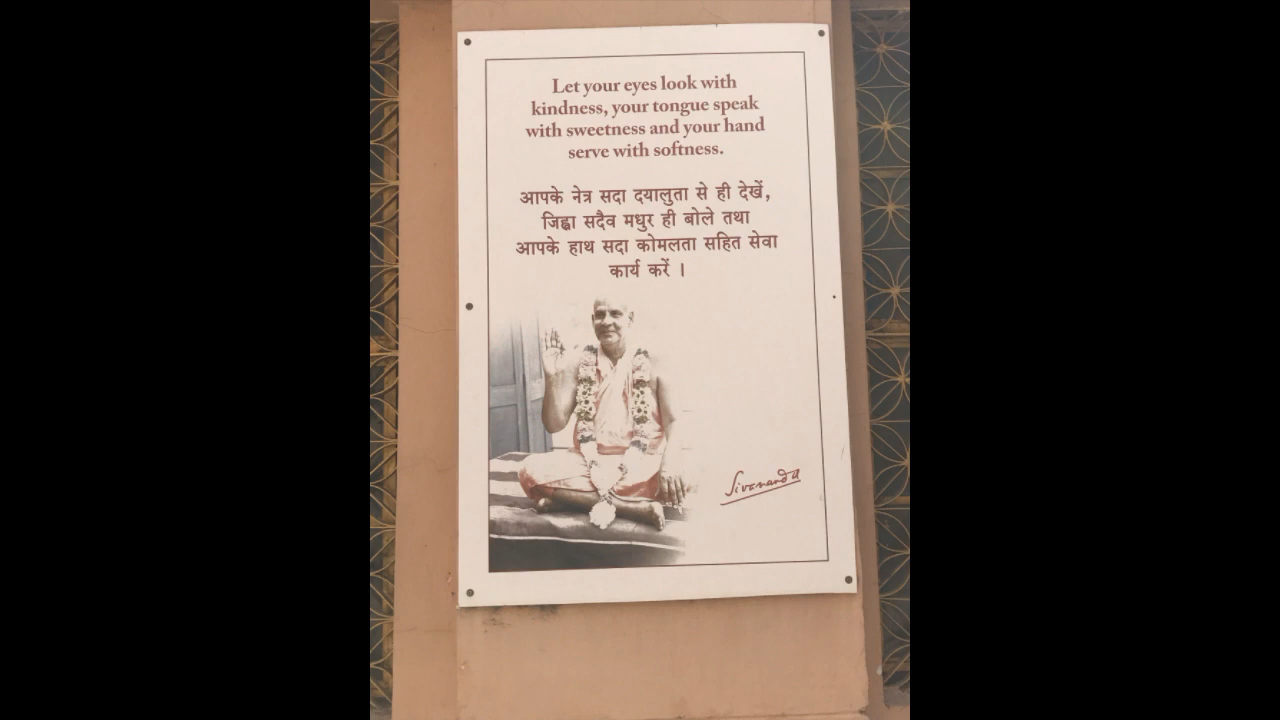 Let your eyes look with
kindness, your tongue speak
with sweetness and your hand
serve with softness.
आपके नेत्र सदा दयालुता से ही देखें,
जिह्वा सदैव मधुर ही बोले तथा
आपके हाथ सदा कोमलता सहित सेवा
कार्य करें ।
Sivananda